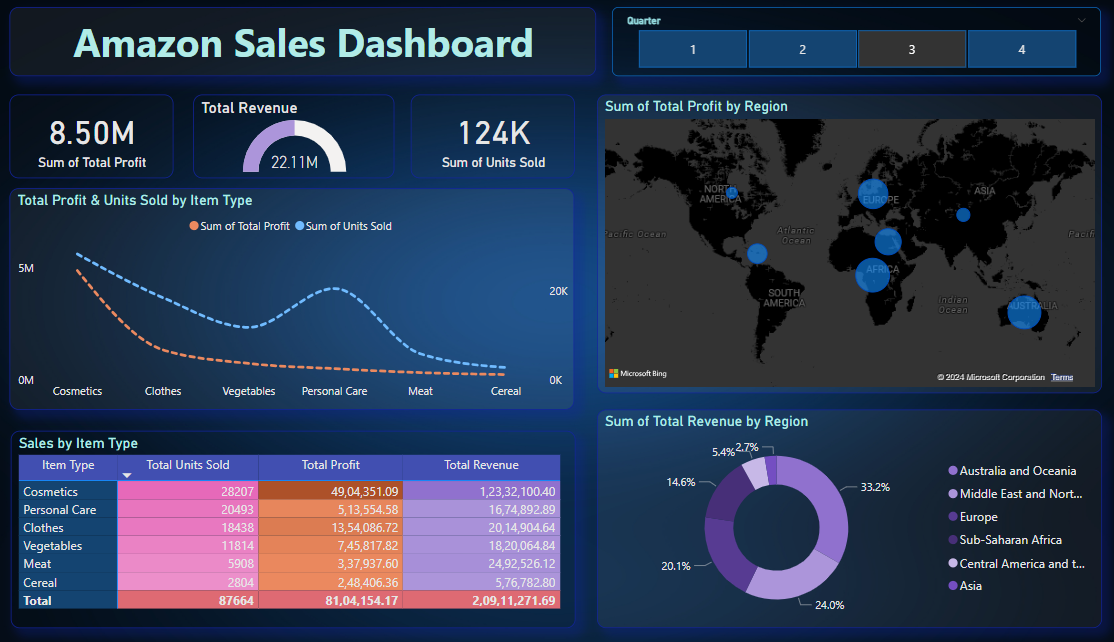 Amazon Sales Dashboard
Quarter
1 2 3 4
8.50M
Sum of Total Profit
Total Revenue
22.11M
124K
Sum of Units Sold
Total Profit & Units Sold by Item Type
Sum of Total Profit Sum of Units Sold
5M
0M
20K
0K
Cosmetics Clothes Vegetables Personal Care Meat Cereal
Sum of Total Profit by Region
NORTH
AMERICA
EUROPE
ASIA
Pacific Ocean
Atlantic
Ocean
Pacif
AFRICA
SOUTH
AMERICA
Indian
Ocean
AUSTRALIA
Microsoft Bing
© 2024 Microsoft Corporation Terms
Sales by Item Type
Item Type Total Units Sold Total Profit Total Revenue
Cosmetics 28207 49,04,351.09 1,23,32,100.40
Personal Care 20493 5,13,554.58 16,74,892.89
Clothes 18438 13,54,086.72 20,14,904.64
Vegetables 11814 7,45,817.82 18,20,064.84
Meat 5908 3,37,937.60 24,92,526.12
Cereal 2804 2,48,406.36 5,76,782.80
Total 87664 81,04,154.17 2,09,11,271.69
Sum of Total Revenue by Region
33.2%
24.0%
20.1%
14.6%
5.4%
2.7%
Australia and Oceania
Middle East and Nort...
Europe
Sub-Saharan Africa
Central America and t...
Asia